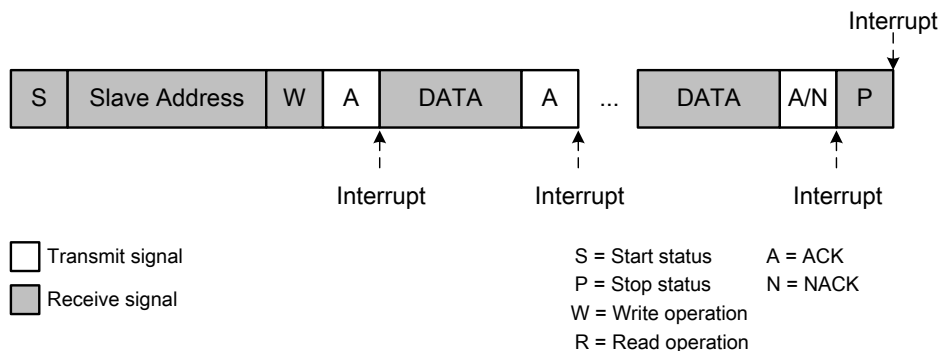 Interrupt
S Slave Address W A DATA A ... DATA A/N P
Interrupt Interrupt Interrupt
Transmit signal
Receive signal
S = Start status A = ACK
P = Stop status N = NACK
W = Write operation
R = Read operation